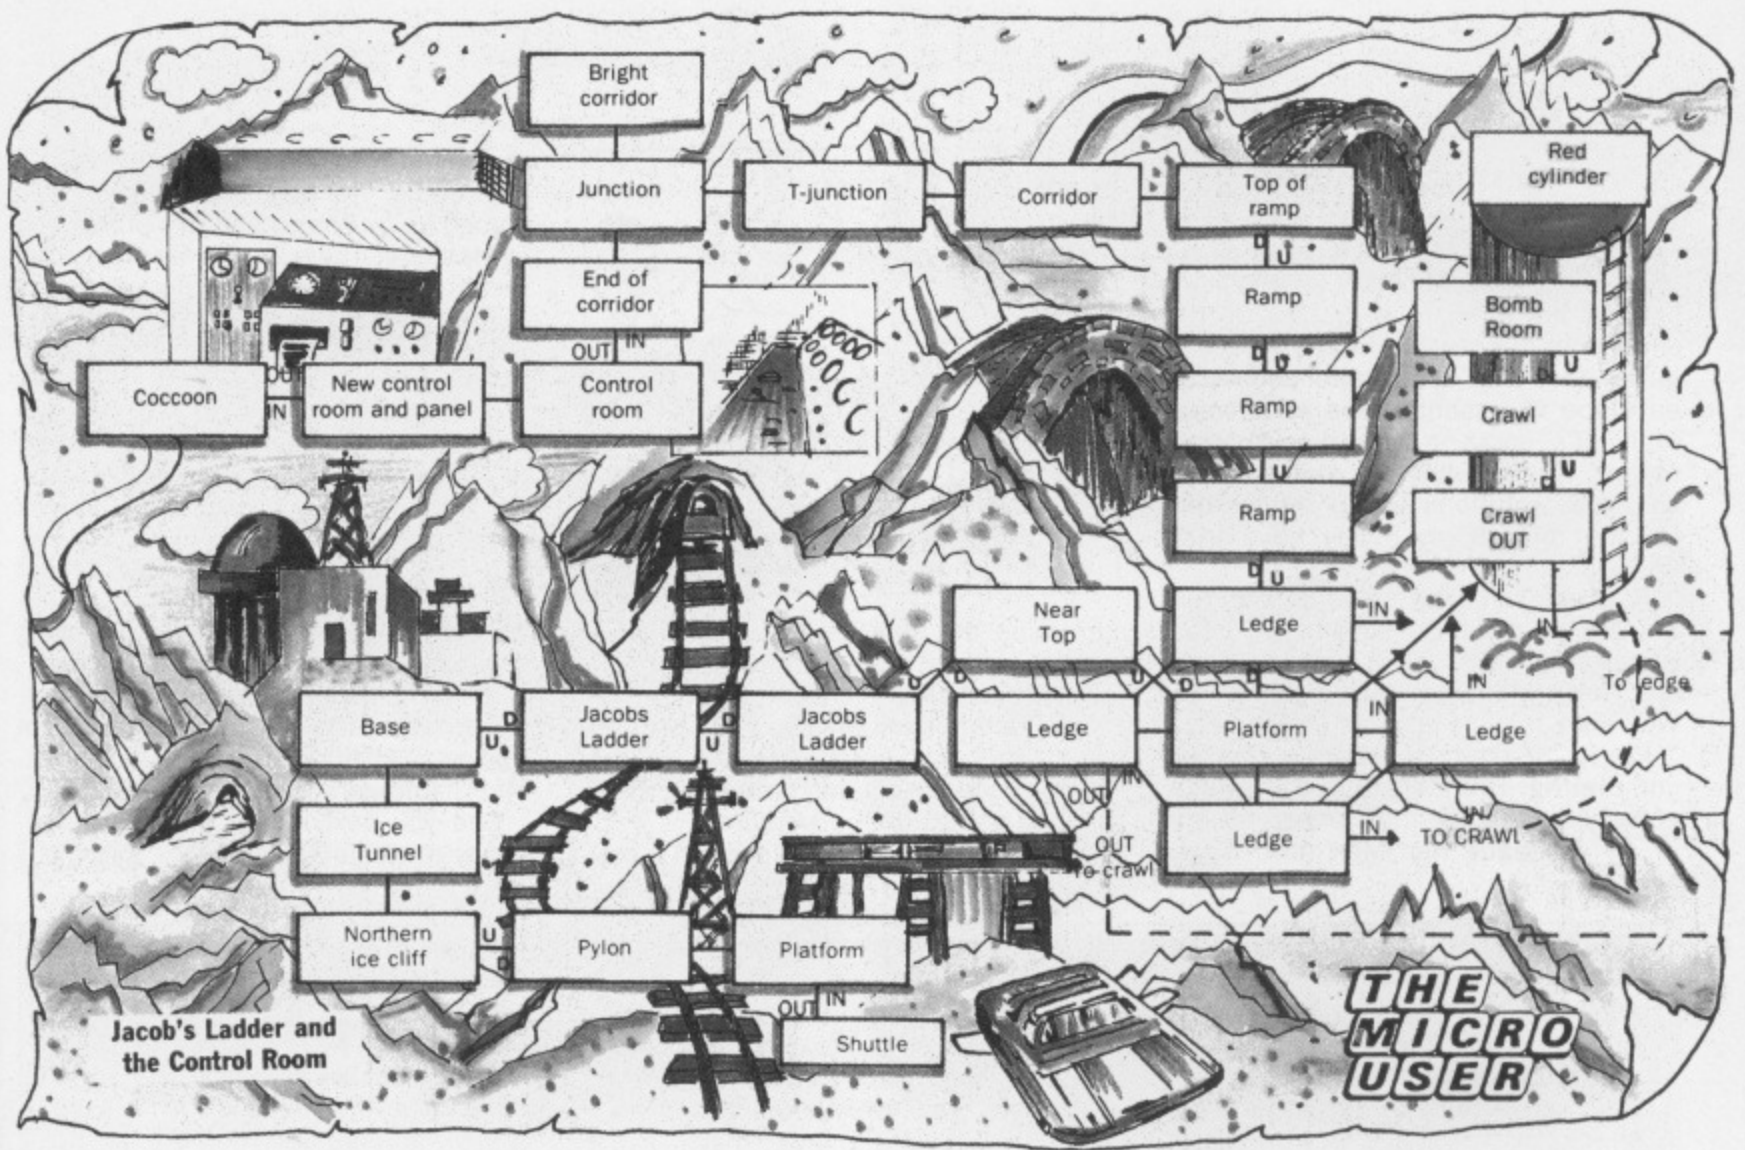 Bright
corridor
Junction
T-junction
Corridor
Top of
ramp
Red
cylinder
D
U
End of
corridor
Ramp
Bomb
Room
OUT
IN
D
U
D
U
Coccoon
OU
IN
New control
room and panel
Control
room
Ramp
Crawl
U
U
D
Ramp
Crawl
OUT
D
U
Near
Top
Ledge
IN
IN
U
D
U
D
D
IN
To ledge
Base
D
U
Jacobs
Ladder
D
U
Jacobs
Ladder
Ledge
Platform
IN
Ledge
OUT
IN
Ice
Tunnel
Ledge
IN
IN
TO CRAWL
OUT
To crawl
Northern
ice cliff
U
D
Pylon
Platform
OUT
IN
Shuttle
Jacob's Ladder and
the Control Room
THE
MICRO
USER